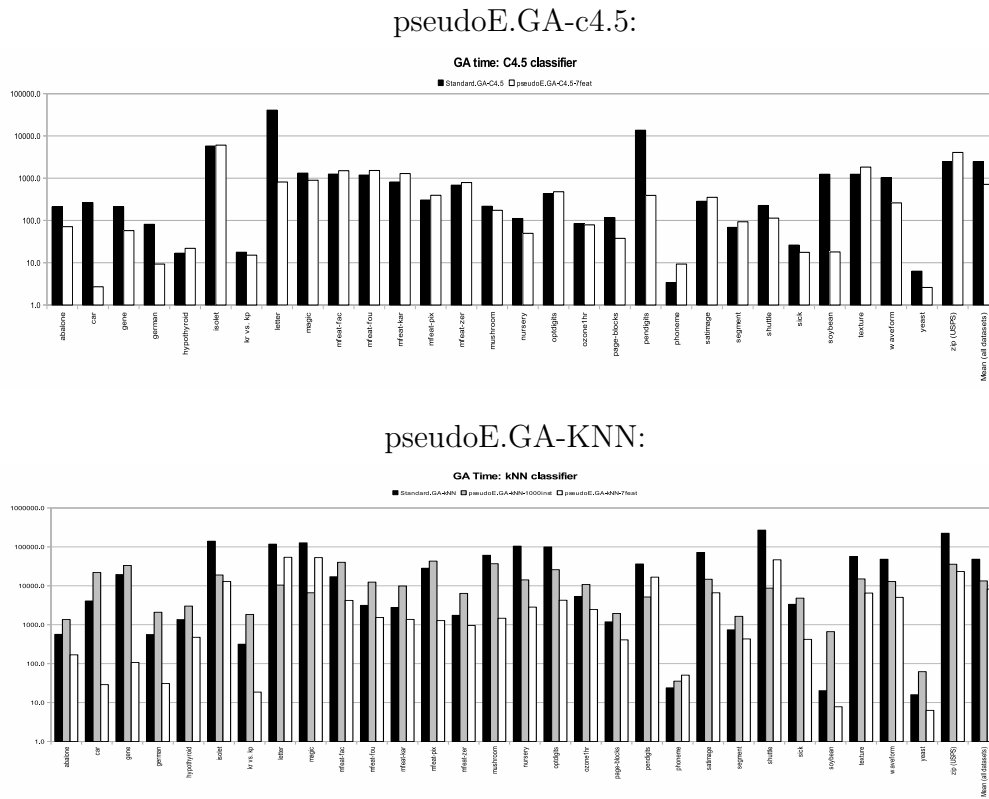 pseudoE.GA-c4.5:
GA time: C4.5 classifier
Standard.GA-C4.5 pseudoE.GA-C4.5-7feat
100000.0
10000.0
1000.0
100.0
10.0
1.0
abalone
car
gene
german
hypothyroid
isolet
kr vs. kp
letter
magic
mfeat-fac
mfeat-fou
mfeat-kar
mfeat-pix
mfeat-zer
mushroom
nursery
optdigits
ozone1hr
page-blocks
pendigits
phoneme
satimage
segment
shuttle
sick
soybean
texture
waveform
yeast
zip (USPS)
Mean (all datasets)
pseudoE.GA-KNN:
GA Time: kNN classifier
Standard.GA-kNN pseudoE.GA-kNN-1000inst pseudoE.GA-kNN-7feat
1000000.0
100000.0
10000.0
1000.0
100.0
10.0
1.0
abalone
car
gene
german
hypothyroid
isolet
kr vs. kp
letter
magic
mfeat-fac
mfeat-fou
mfeat-kar
mfeat-pix
mfeat-zer
mushroom
nursery
optdigits
ozone1hr
page-blocks
pendigits
phoneme
satimage
segment
shuttle
sick
soybean
texture
waveform
yeast
zip (USPS)
Mean (all datasets)